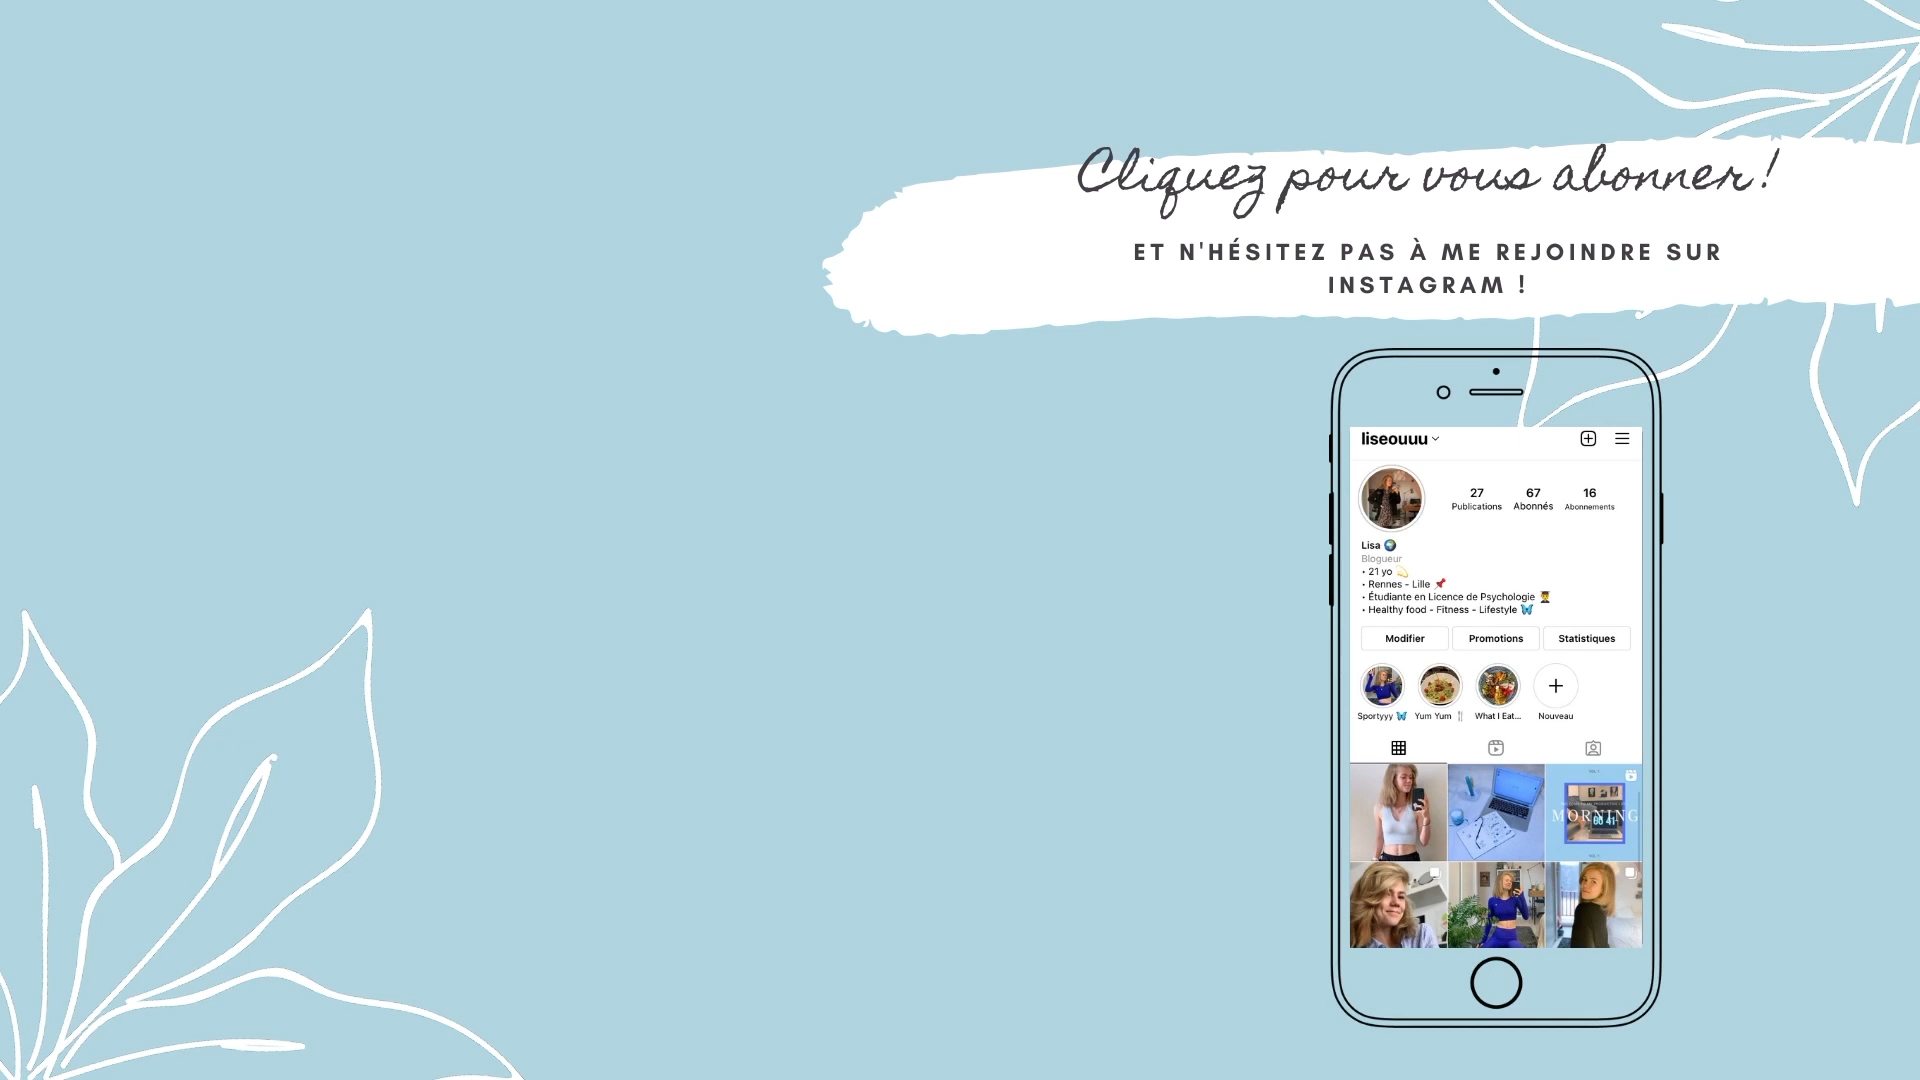 Cliquez pour vous abonner!
ET N'HÉSITEZ PAS À ME REJOINDRE SUR
INSTAGRAM !
liseouuu
27 67 16
Publications Abonnés Abonnements
Lisa
Blogueur
• 21 yo
• Rennes - Lille
• Étudiante en Licence de Psychologie
• Healthy food - Fitness - Lifestyle
Modifier Promotions Statistiques
Sportyyy Yum Yum What I Eat... Nouveau
MORNING